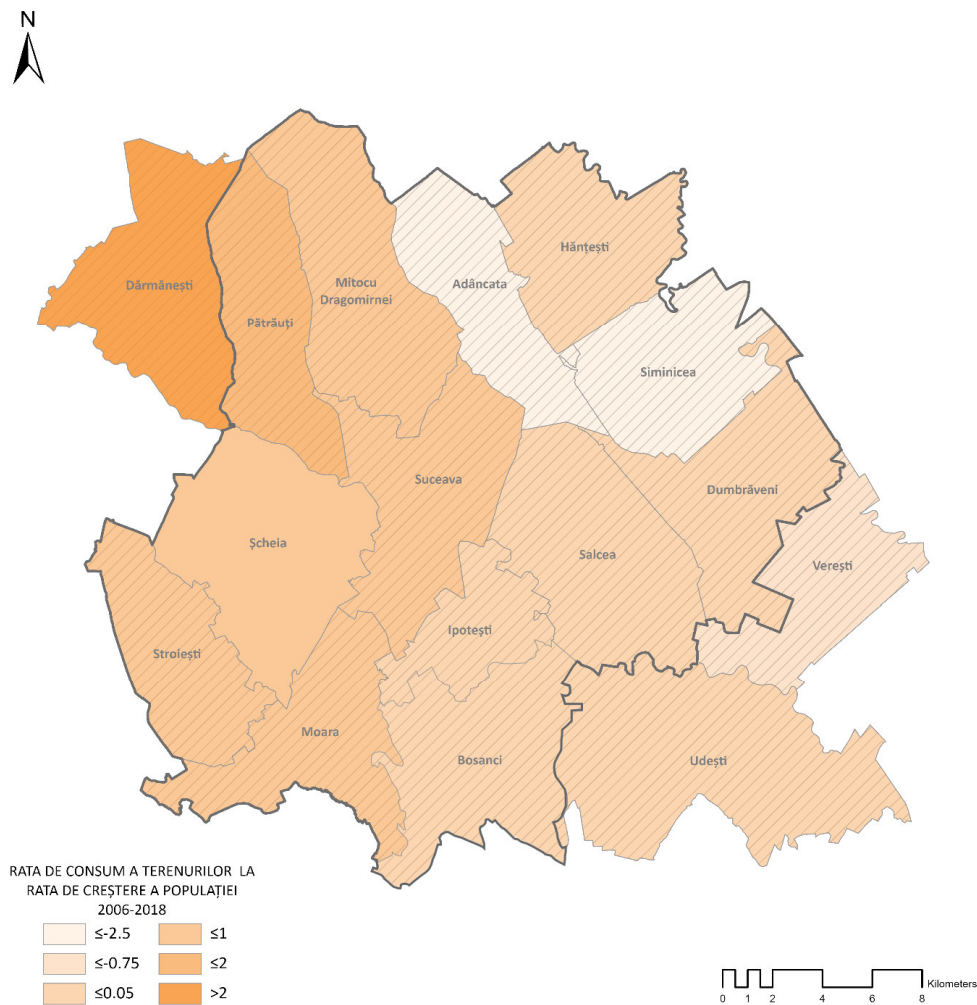 N
Dărmănești
Pătrăuți
Mitocu
Dragomirnei
Adâncata
Hănțești
Siminicea
Suceava
Dumbrăveni
Șcheia
Salcea
Verești
Ipotești
Stroiești
Moara
Bosanci
Udești
RATA DE CONSUM A TERENURILOR LA
RATA DE CREȘTERE A POPULAȚIEI
2006-2018
≤-2.5 ≤1
≤-0.75 ≤2
≤0.05 >2
Kilometers
0 1 2 4 6 8